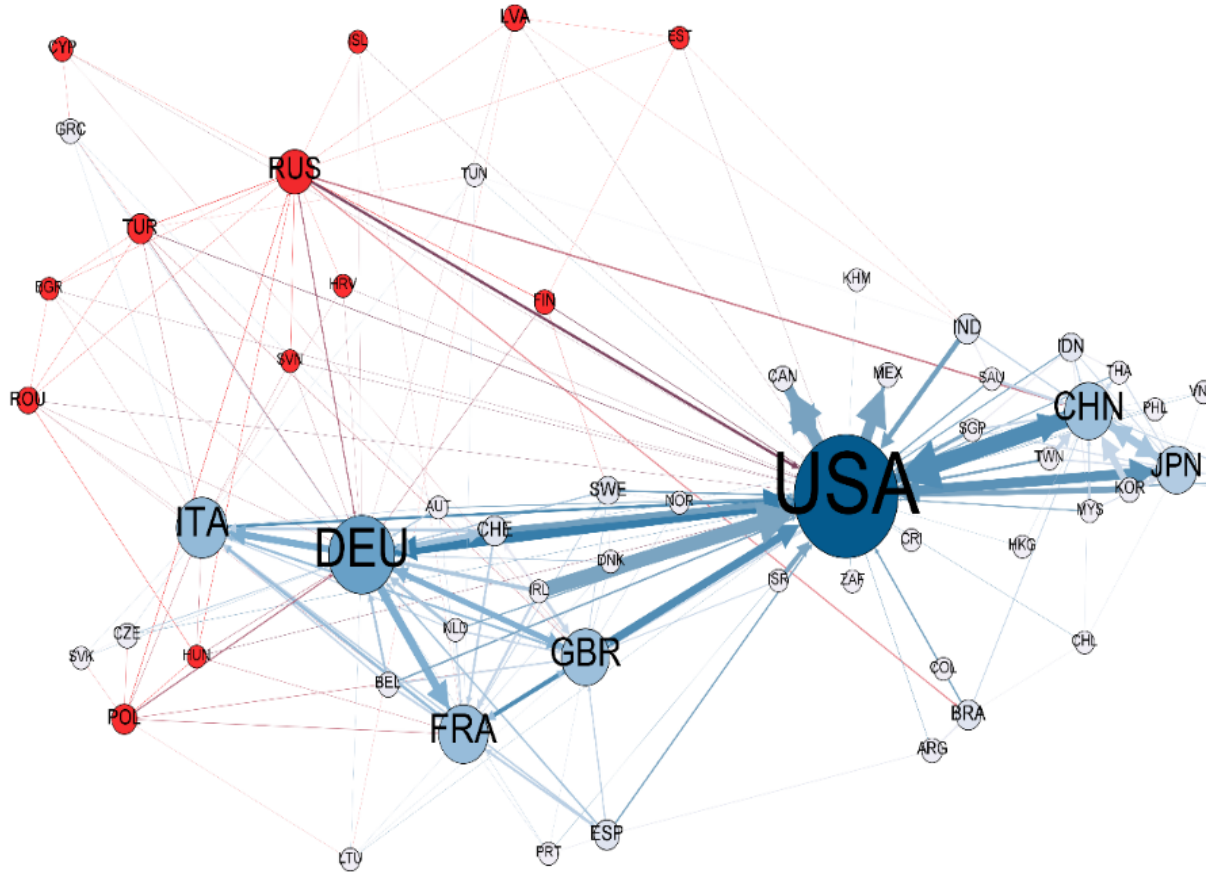 LVA
EST
ISL
CYP
GRC
RUS
TUN
TUR
KHM
BGR
HRV
FIN
IND
IDN
SVN
CAN
MEX
SAU
THA
VN
ROU
CHN
PHL
SGP
TWN
JPN
USA
SWE
NOR
KOR
AUT
MYS
ITA
CHE
DEU
CRI
HKG
DNK
ISR
ZAF
IRL
NLD
CZE
CHL
SVK
HUN
GBR
COL
BEL
POL
FRA
BRA
ARG
ESP
LTU
PRT